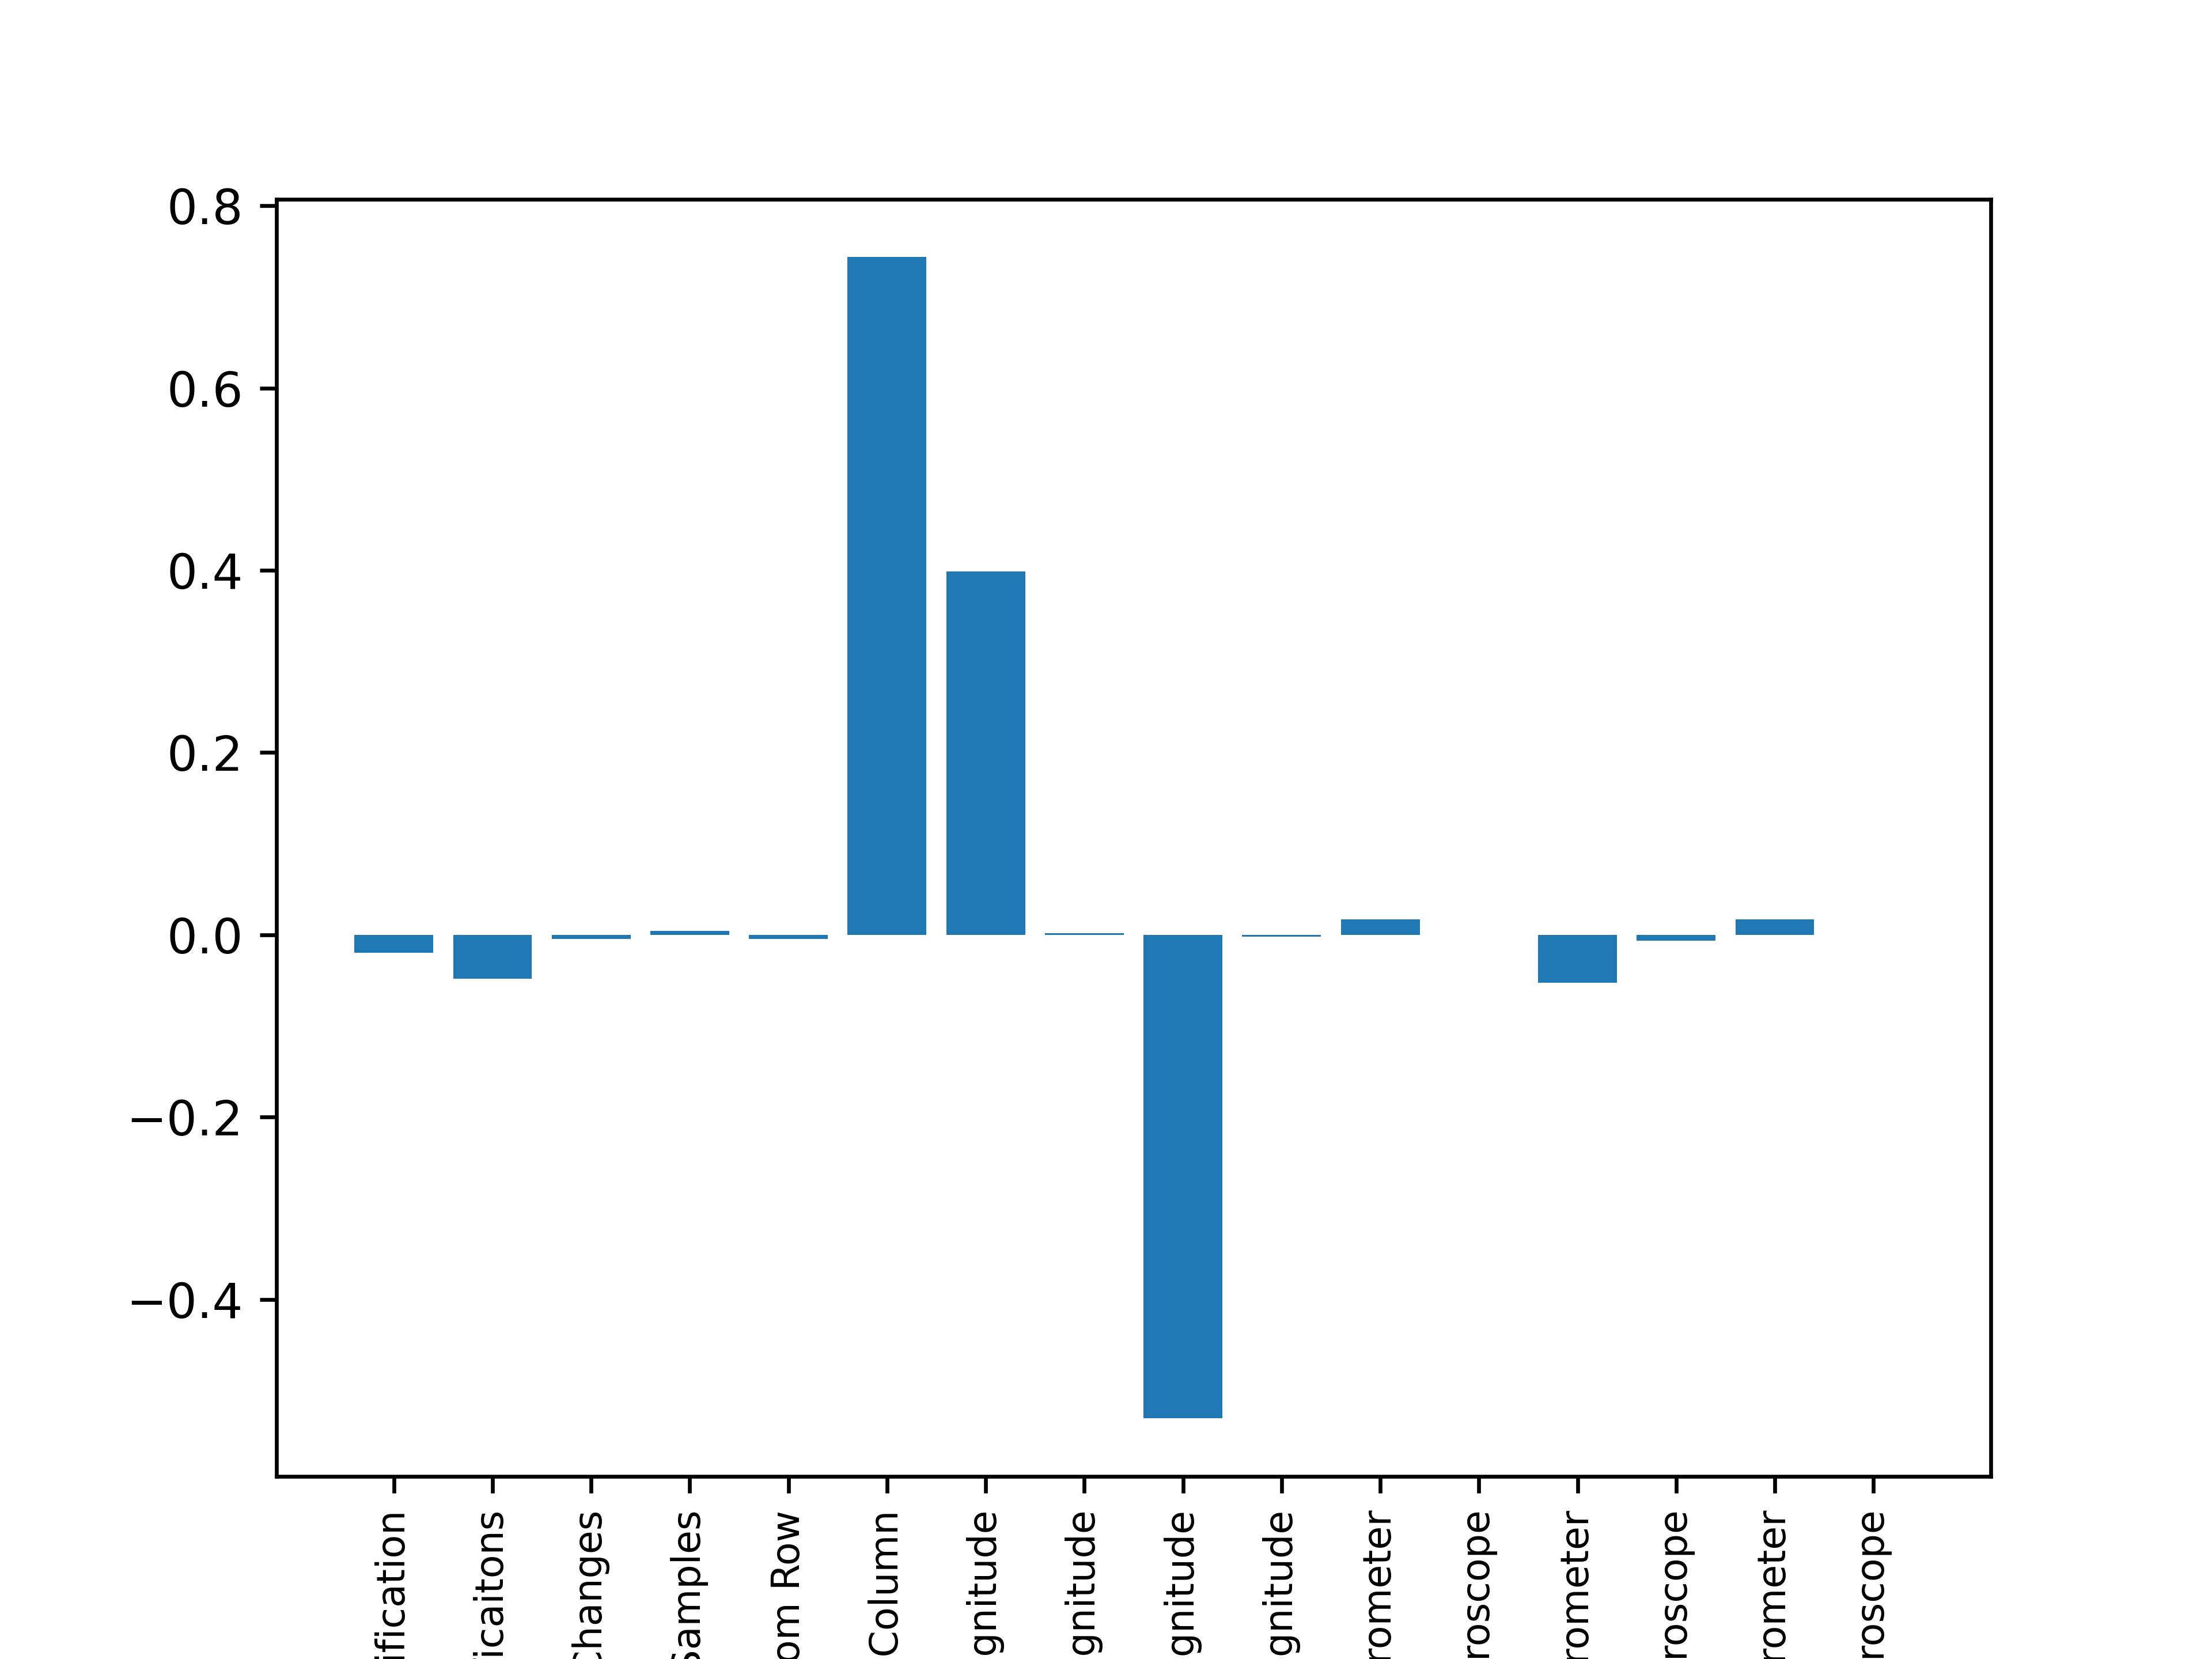 0.8
0.6
0.4
0.2
0.0
−0.2
−0.4
ification
icaitons
Changes
Samples
om Row
Column
gnitude
gnitude
gnitude
gnitude
rometer
roscope
rometer
roscope
rometer
roscope